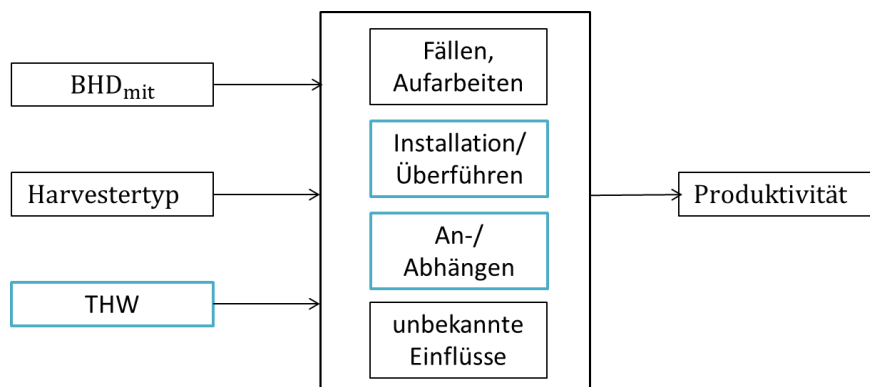 BHDmit
Harvestertyp
THW
Fällen,
Aufarbeiten
Installation/
Überführen
An-/
Abhängen
unbekannte
Einflüsse
Produktivität